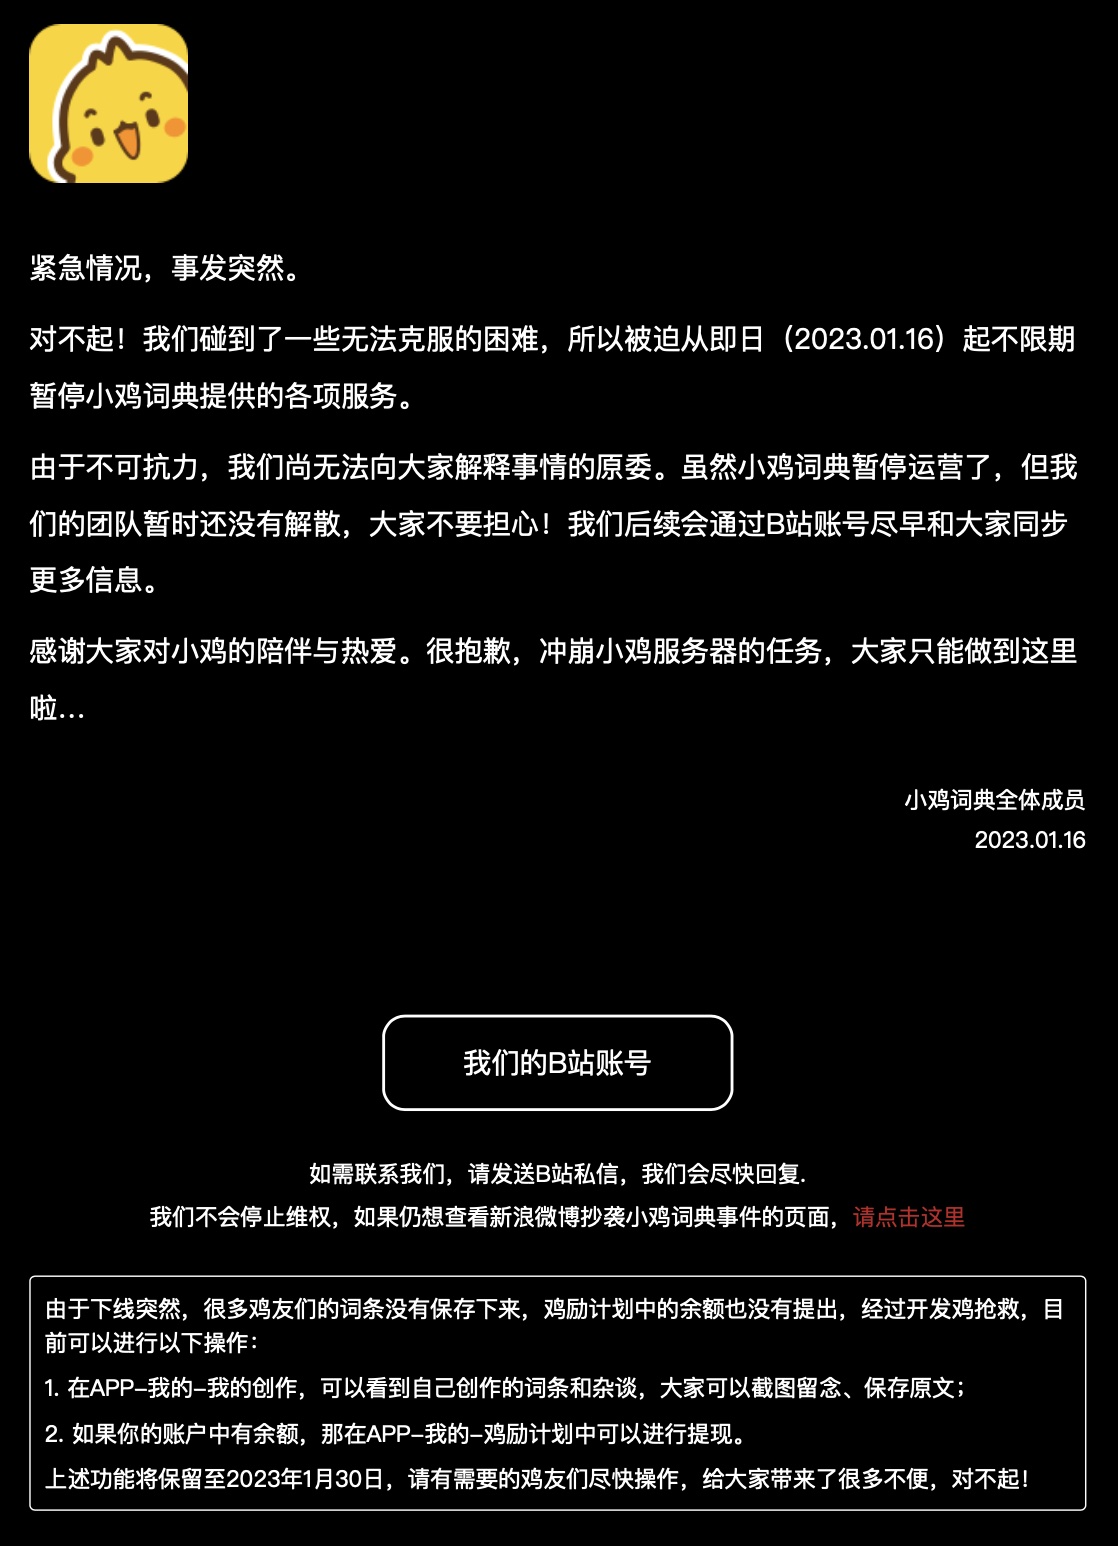 紧急情况，事发突然。
对不起！我们碰到了一些无法克服的困难，所以被迫从即日（2023.01.16）起不限期
暂停小鸡词典提供的各项服务。
由于不可抗力，我们尚无法向大家解释事情的原委。虽然小鸡词典暂停运营了，但我
们的团队暂时还没有解散，大家不要担心！我们后续会通过B站账号尽早和大家同步
更多信息。
感谢大家对小鸡的陪伴与热爱。很抱歉，冲崩小鸡服务器的任务，大家只能做到这里
啦...
小鸡词典全体成员
2023.01.16
我们的B站账号
如需联系我们，请发送B站私信，我们会尽快回复.
我们不会停止维权，如果仍想查看新浪微博抄袭小鸡词典事件的页面，请点击这里
由于下线突然，很多鸡友们的词条没有保存下来，鸡励计划中的余额也没有提出，经过开发鸡抢救，目
前可以进行以下操作：
1. 在APP-我的-我的创作，可以看到自己创作的词条和杂谈，大家可以截图留念、保存原文；
2. 如果你的账户中有余额，那在APP-我的-鸡励计划中可以进行提现。
上述功能将保留至2023年1月30日，请有需要的鸡友们尽快操作，给大家带来了很多不便，对不起！